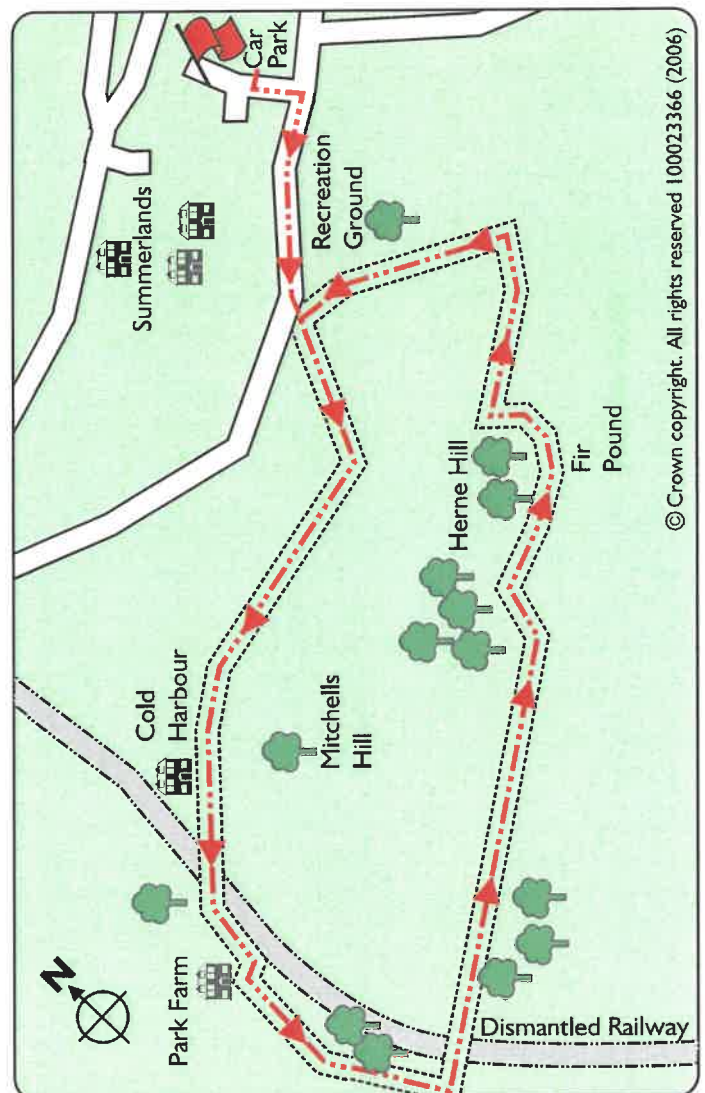 Car
Park
Recreation
Ground
Summerlands
Cold
Harbour
Mitchells
Hill
Herne Hill
Fir
Pound
Park Farm
N
Dismantled Railway
© Crown copyright. All rights reserved 100023366 (2006)